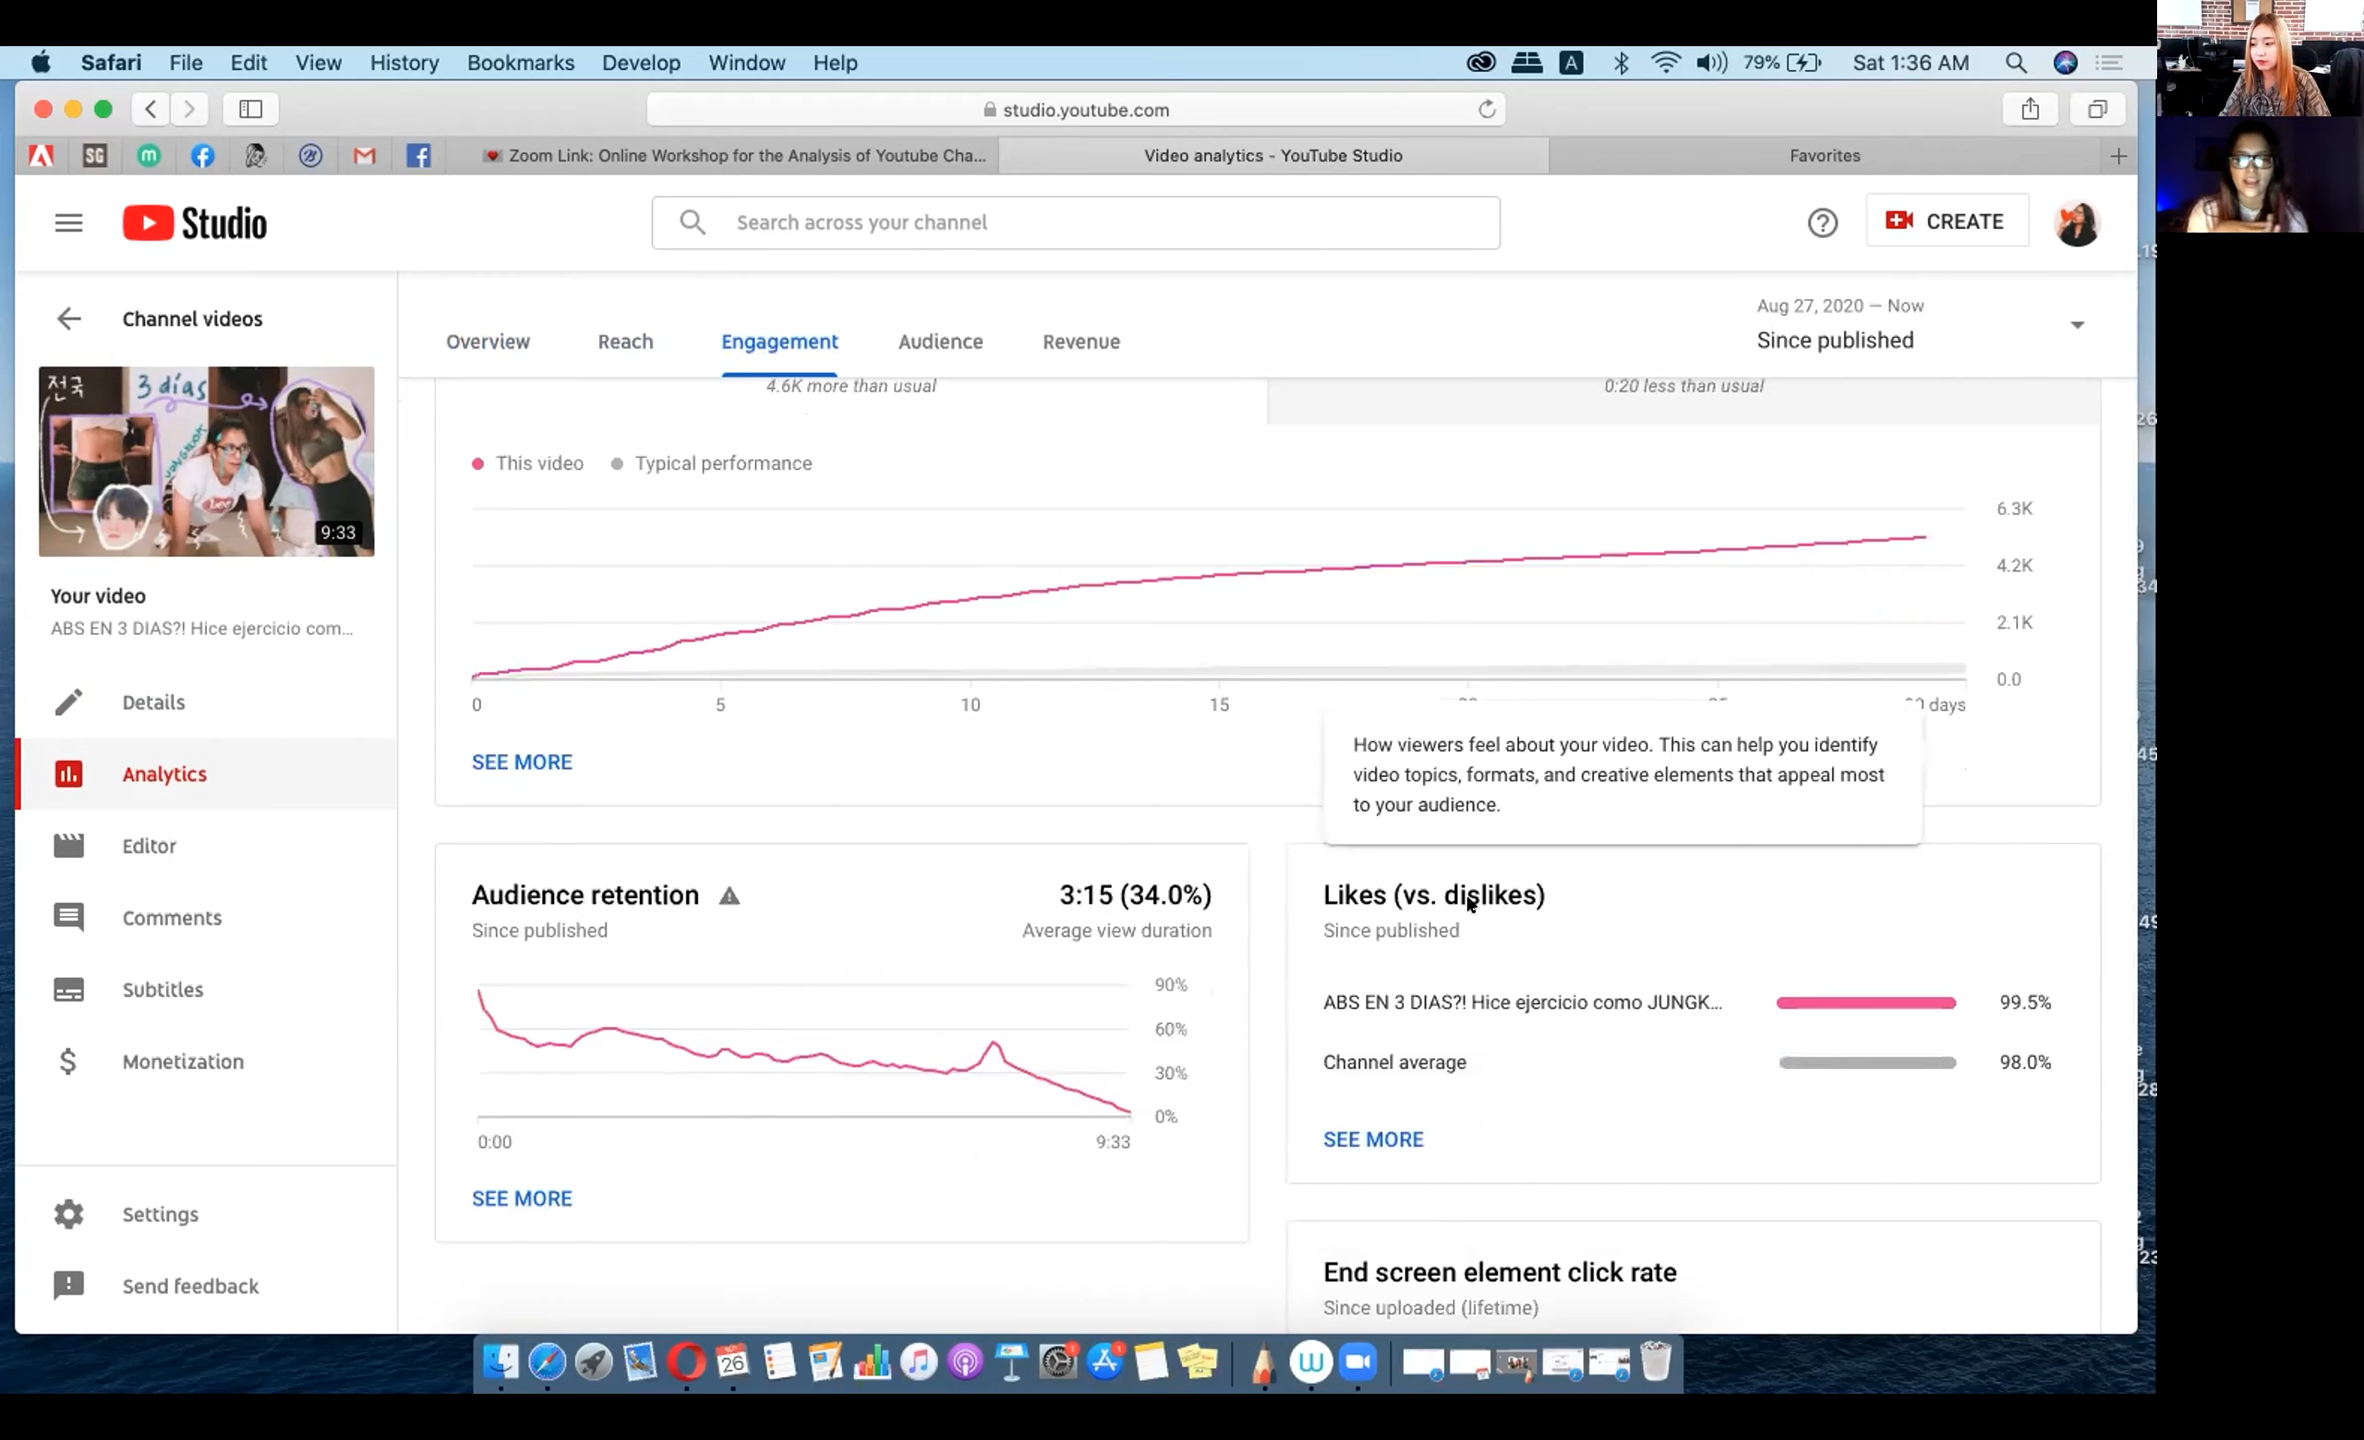 Safari File Edit View History Bookmarks Develop Window Help 79% Sat 1:36 AM
studio.youtube.com
SG Zoom Link: Online Workshop for the Analysis of Youtube Cha... Video analytics - YouTube Studio Favorites
Studio
Search across your channel
CREATE
Channel videos
전국
3 días
9:33
Your video
ABS EN 3 DIAS?! Hice ejercicio com...
Details
Analytics
Editor
Comments
Subtitles
Monetization
Settings
Send feedback
Overview Reach Engagement Audience Revenue
Aug 27, 2020 – Now
Since published
4.6K more than usual
0:20 less than usual
This video Typical performance
6.3K
4.2K
2.1K
0.0
0 5 10 15 days
SEE MORE
How viewers feel about your video. This can help you identify
video topics, formats, and creative elements that appeal most
to your audience.
Audience retention
3:15 (34.0%)
Since published
Average view duration
90%
60%
30%
0%
0:00 9:33
SEE MORE
Likes (vs. dislikes)
Since published
ABS EN 3 DIAS?! Hice ejercicio como JUNGK... 99.5%
Channel average 98.0%
SEE MORE
End screen element click rate
Since uploaded (lifetime)
26